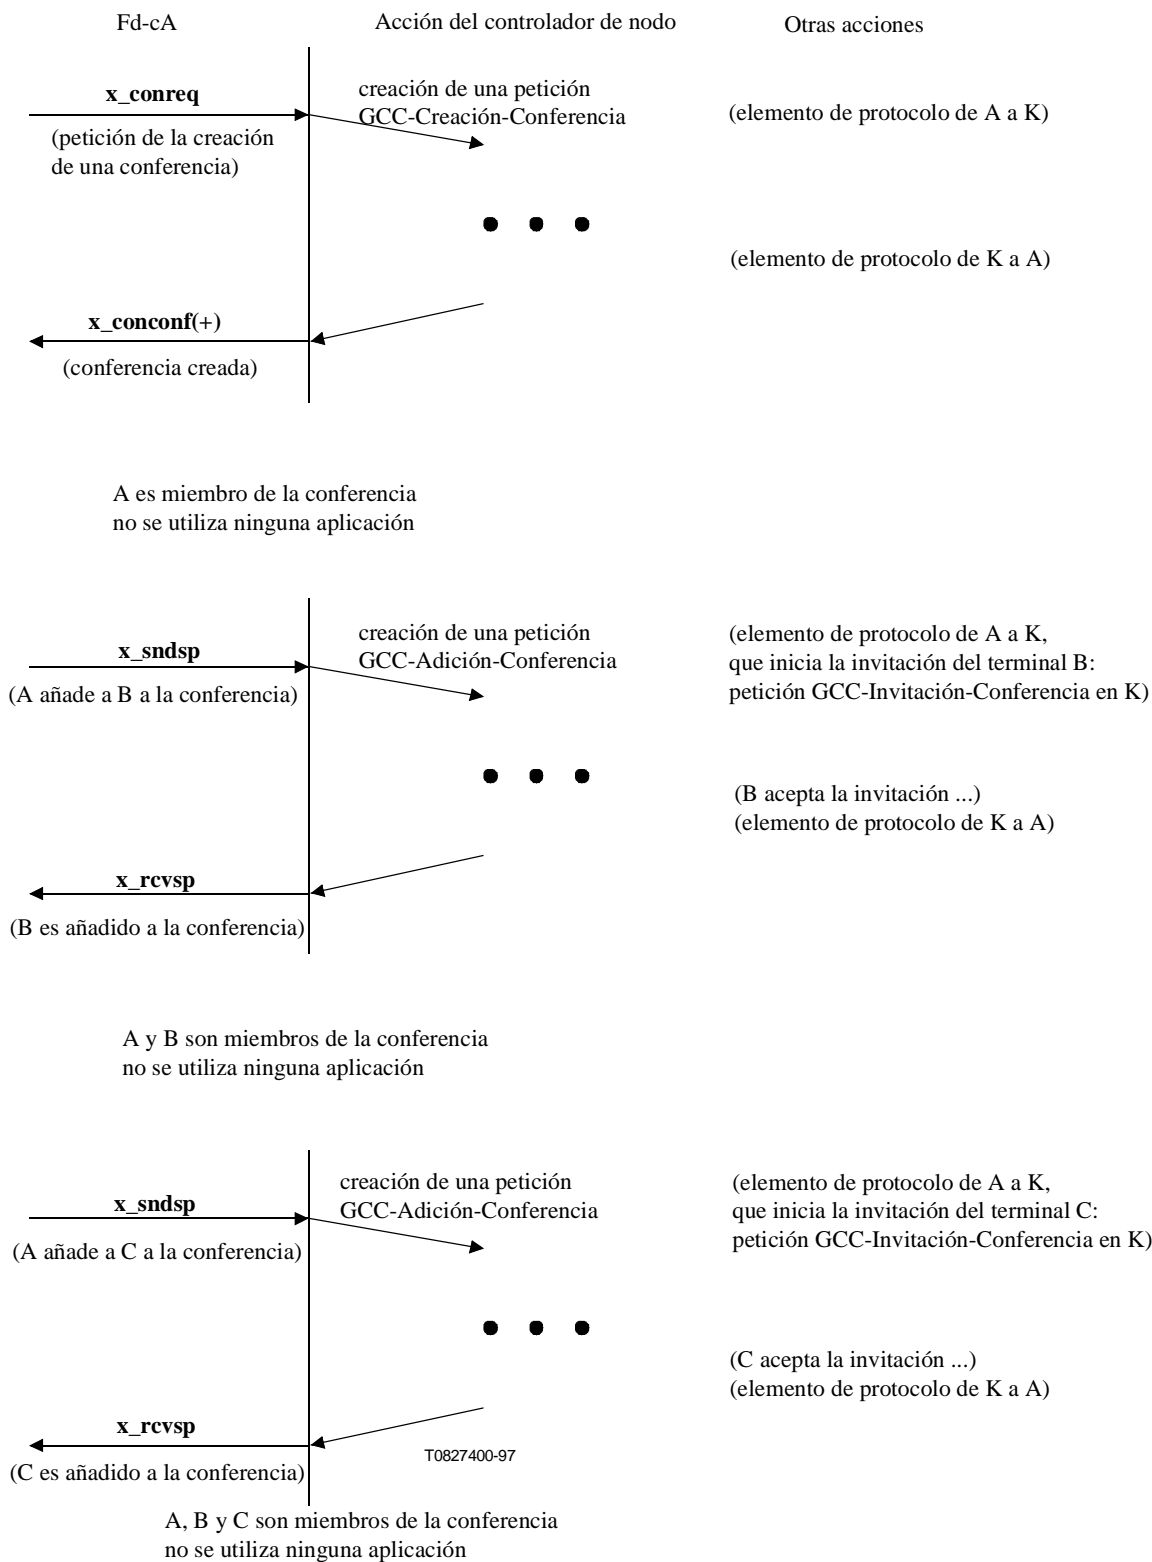 Fd-cA
Acción del controlador de nodo
Otras acciones
x_conreq
(petición de la creación
de una conferencia)
creación de una petición
GCC-Creación-Conferencia
(elemento de protocolo de A a K)
(elemento de protocolo de K a A)
x_conconf(+)
(conferencia creada)
A es miembro de la conferencia
no se utiliza ninguna aplicación
x_sndsp
(A añade a B a la conferencia)
creación de una petición
GCC-Adición-Conferencia
(elemento de protocolo de A a K,
que inicia la invitación del terminal B:
petición GCC-Invitación-Conferencia en K)
(B acepta la invitación ...)
(elemento de protocolo de K a A)
x_rcvsp
(B es añadido a la conferencia)
A y B son miembros de la conferencia
no se utiliza ninguna aplicación
x_sndsp
(A añade a C a la conferencia)
creación de una petición
GCC-Adición-Conferencia
(elemento de protocolo de A a K,
que inicia la invitación del terminal C:
petición GCC-Invitación-Conferencia en K)
(C acepta la invitación ...)
(elemento de protocolo de K a A)
x_rcvsp
(C es añadido a la conferencia)
T0827400-97
A, B y C son miembros de la conferencia
no se utiliza ninguna aplicación